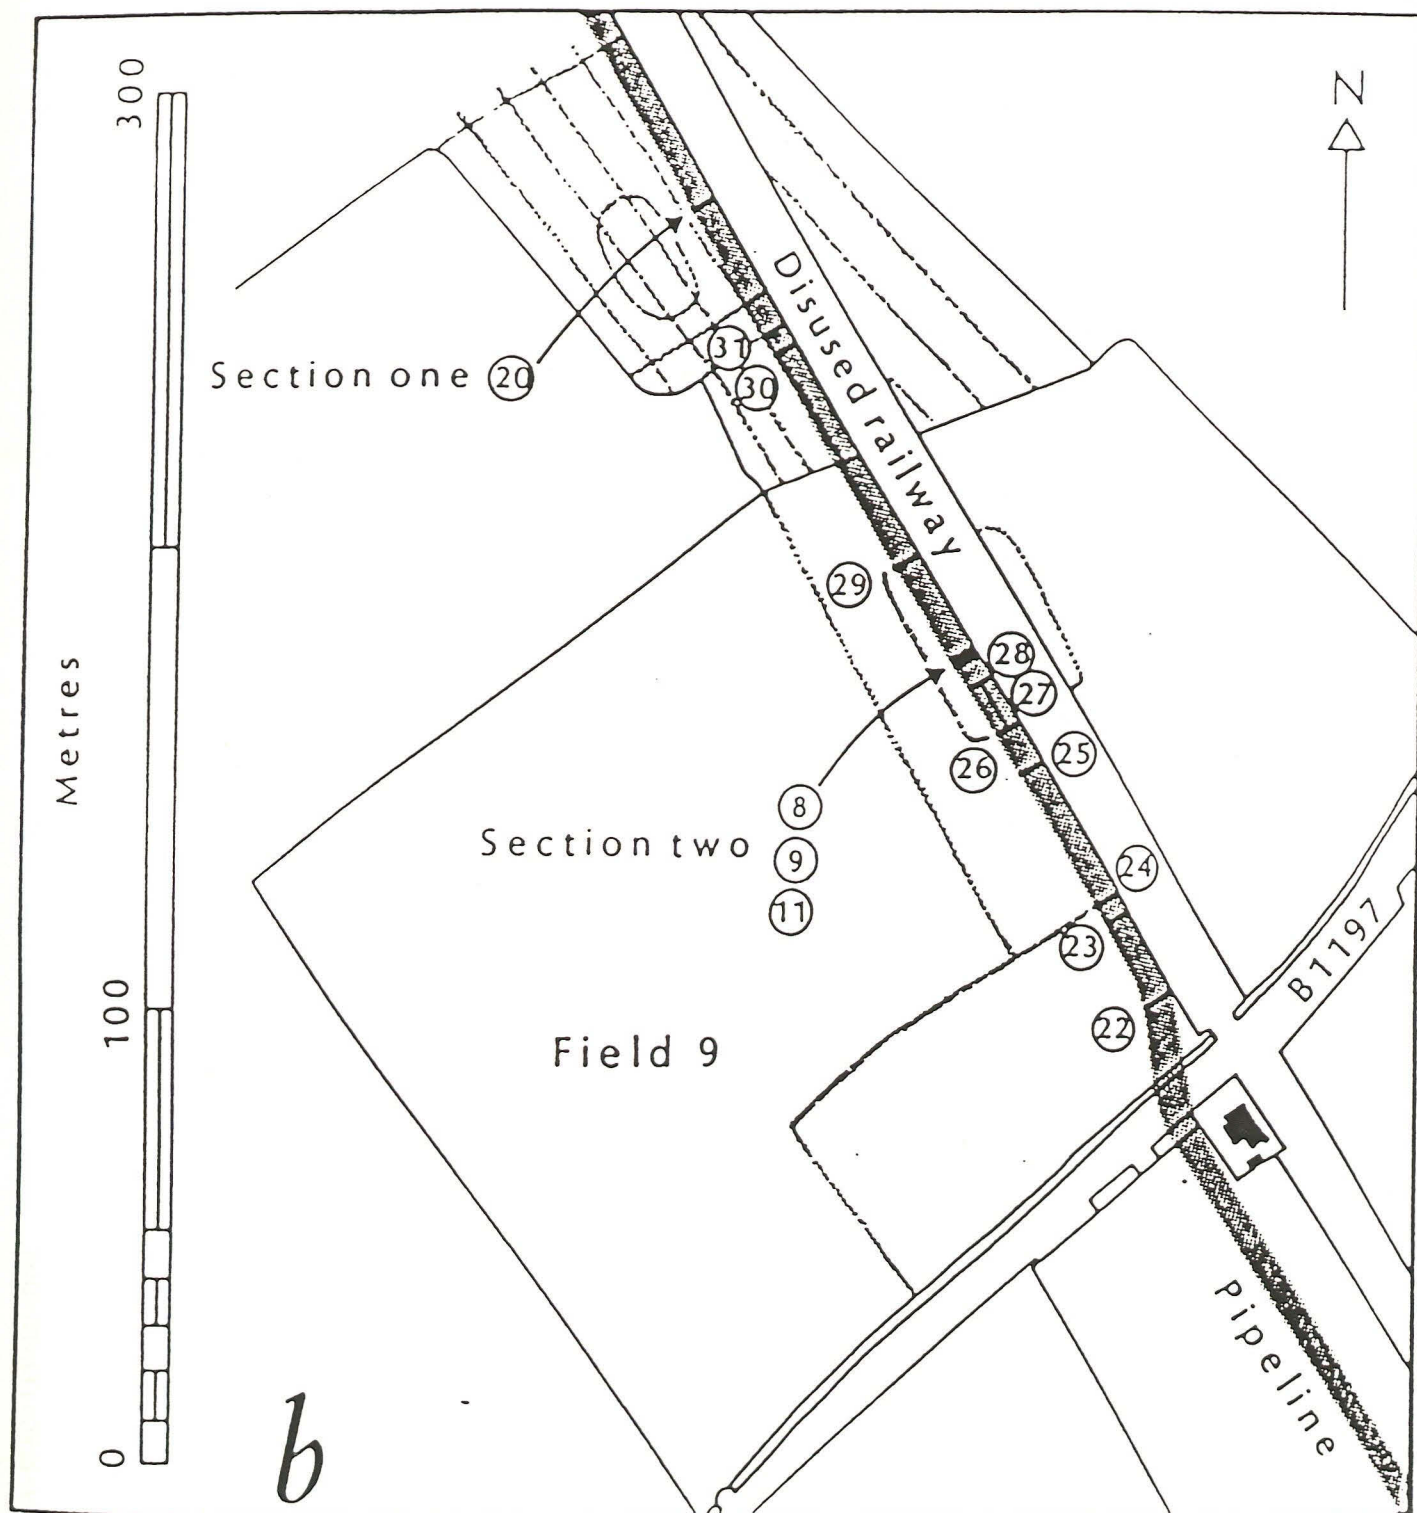 300
N
Disused railway
Section one 20
31
30
29
28
27
Metres
25
26
8
Section two
9
24
11
23
B1197
100
22
Field 9
Pipeline
0
b